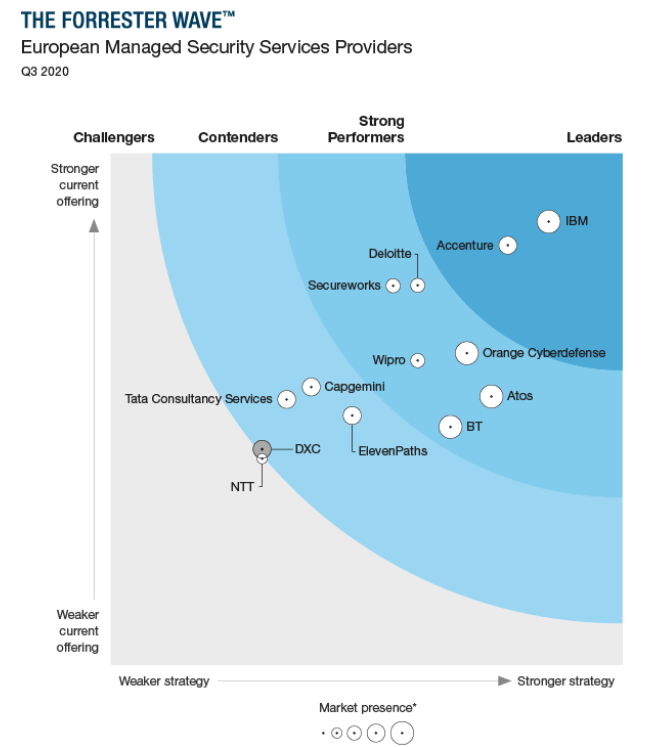 THE FORRESTER WAVE™
European Managed Security Services Providers
Q3 2020
Challengers
Contenders
Strong
Performers
Leaders
Stronger
current
offering
IBM
Accenture
Deloitte
Secureworks
Wipro
Orange Cyberdefense
Capgemini
Tata Consultancy Services
Atos
BT
DXC
ElevenPaths
NTT
Weaker
current
offering
Weaker strategy
Stronger strategy
Market presence*